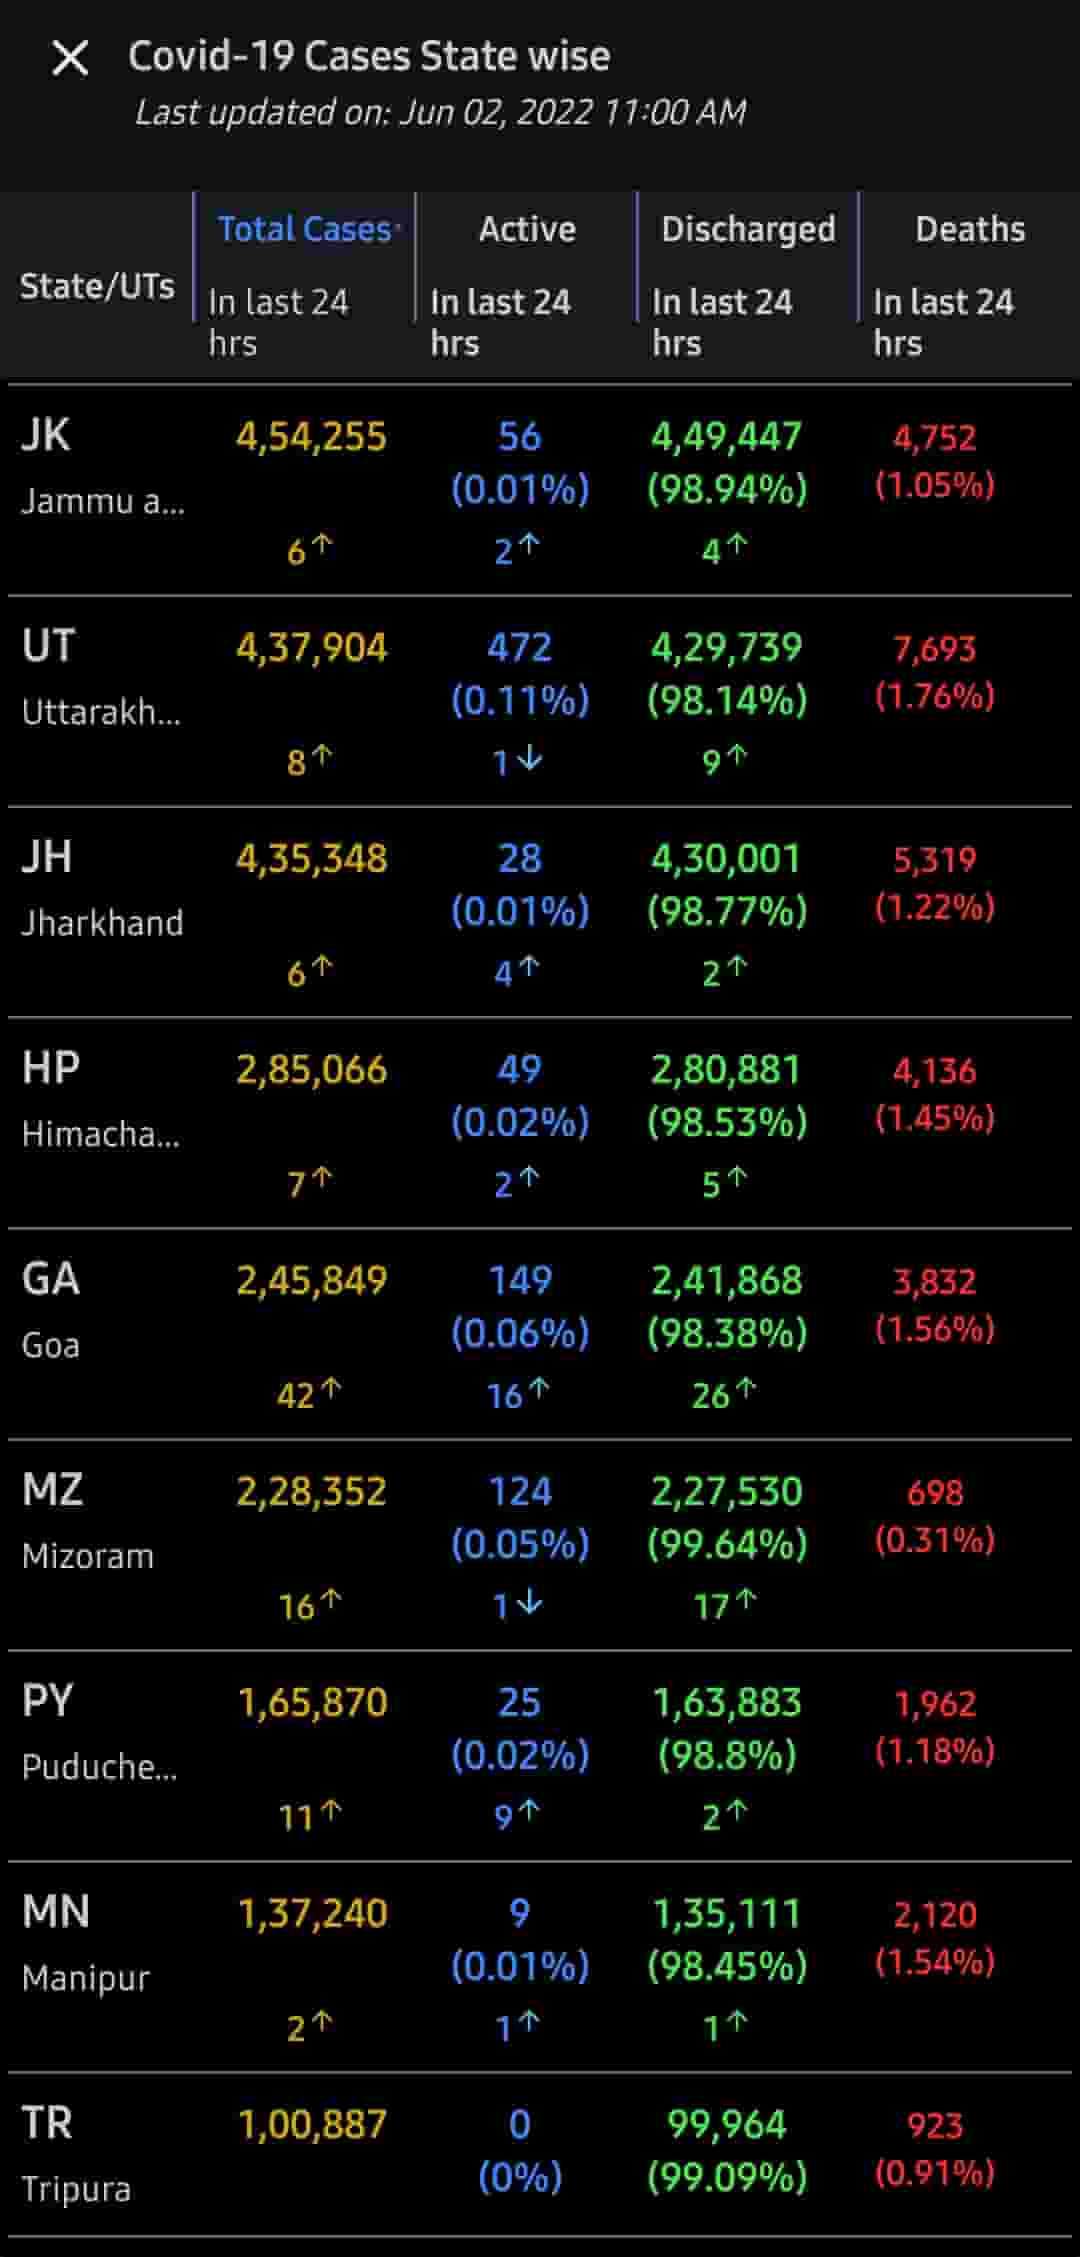 Covid-19 Cases State wise
Last updated on: Jun 02, 2022 11:00 AM
State/UTs Total Cases Active Discharged Deaths
In last 24 hrs In last 24 hrs In last 24 hrs In last 24 hrs
JK 4,54,255 56 4,49,447 4,752
(0.01%) (98.94%) (1.05%)
Jammu a...
6↑ 2↑ 4↑
UT 4,37,904 472 4,29,739 7,693
(0.11%) (98.14%) (1.76%)
Uttarakh...
8↑ 1↓ 9↑
JH 4,35,348 28 4,30,001 5,319
(0.01%) (98.77%) (1.22%)
Jharkhand
6↑ 4↑ 2↑
HP 2,85,066 49 2,80,881 4,136
(0.02%) (98.53%) (1.45%)
Himacha...
7↑ 2↑ 5↑
GA 2,45,849 149 2,41,868 3,832
(0.06%) (98.38%) (1.56%)
Goa
42↑ 16↑ 26↑
MZ 2,28,352 124 2,27,530 698
(0.05%) (99.64%) (0.31%)
Mizoram
16↑ 1↓ 17↑
PY 1,65,870 25 1,63,883 1,962
(0.02%) (98.8%) (1.18%)
Puduche...
11↑ 9↑ 2↑
MN 1,37,240 9 1,35,111 2,120
(0.01%) (98.45%) (1.54%)
Manipur
2↑ 1↑ 1↑
TR 1,00,887 0 99,964 923
(0%) (99.09%) (0.91%)
Tripura